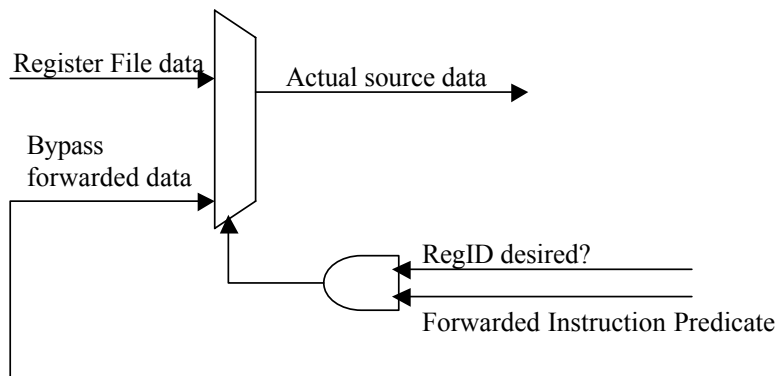 Register File data
Actual source data
Bypass
forwarded data
RegID desired?
Forwarded Instruction Predicate